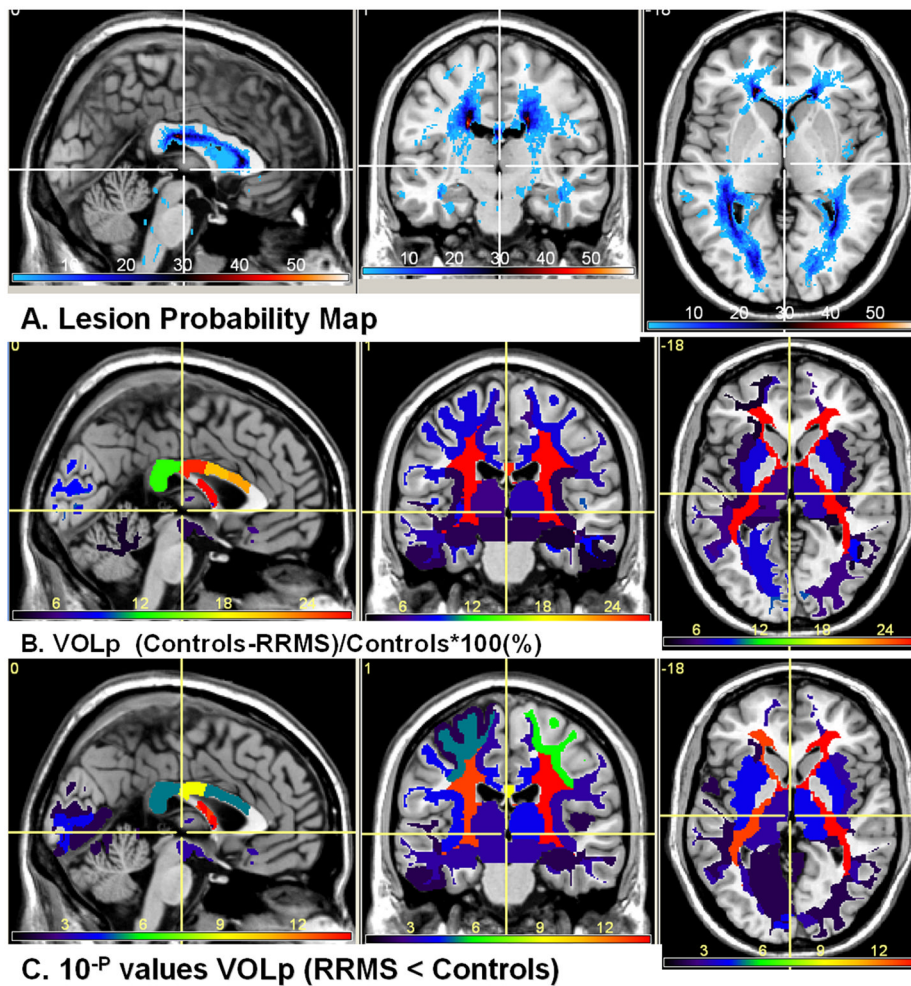 0 1 -18
10 20 30 40 50 10 20 30 40 50
10 20 30 40 50
A. Lesion Probability Map
0 1 -18
6 12 18 24 6 12 18 24 6 12 18 24
B. VOLp (Controls-RRMS)/Controls*100(%)
0 1 -18
3 6 9 12 3 6 9 12 3 6 9 12
C. 10-P values VOLp (RRMS < Controls)